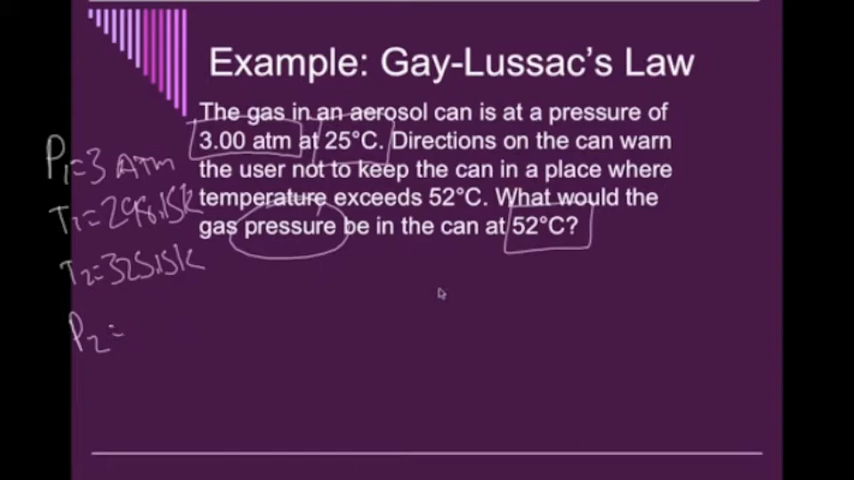 Example: Gay-Lussac's Law
The gas in an aerosol can is at a pressure of
3.00 atm at 25°C. Directions on the can warn
the user not to keep the can in a place where
temperature exceeds 52°C. What would the
gas pressure be in the can at 52°C?
P1=3 ATM
T1=298.15K
T2=325.15K
P2=